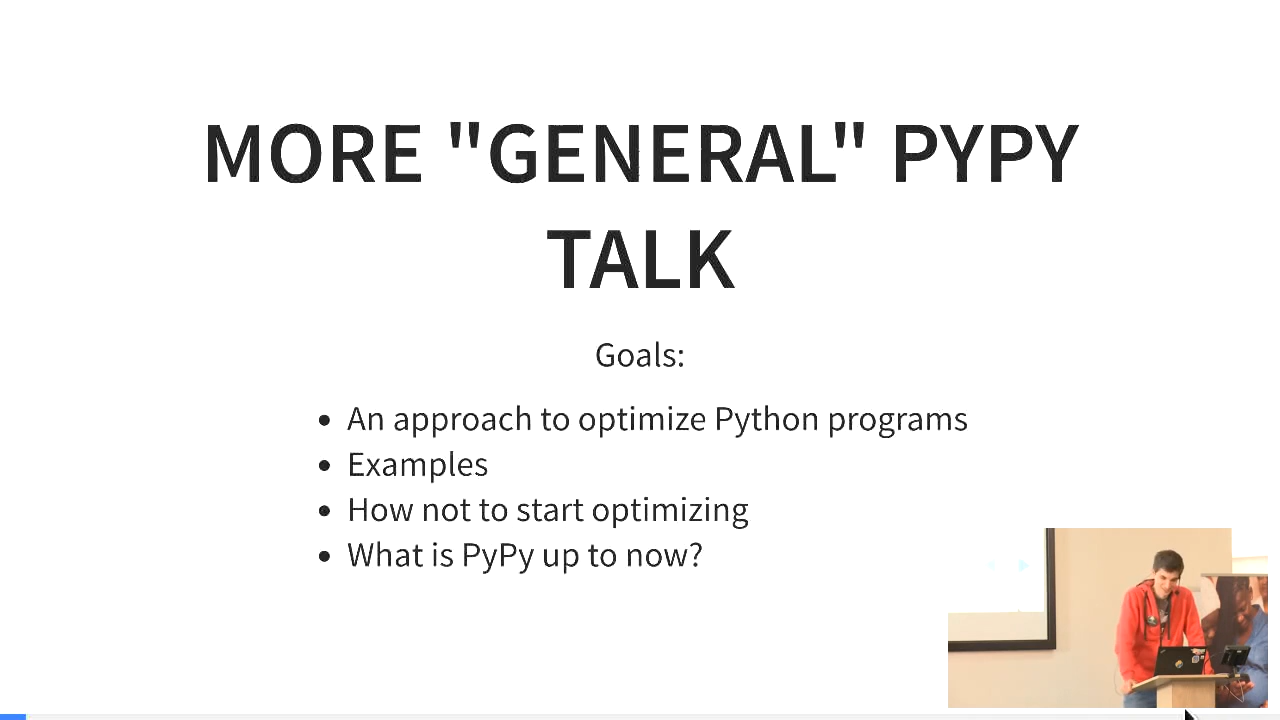 MORE "GENERAL" PYPY
TALK
Goals:
An approach to optimize Python programs
Examples
How not to start optimizing
What is PyPy up to now?